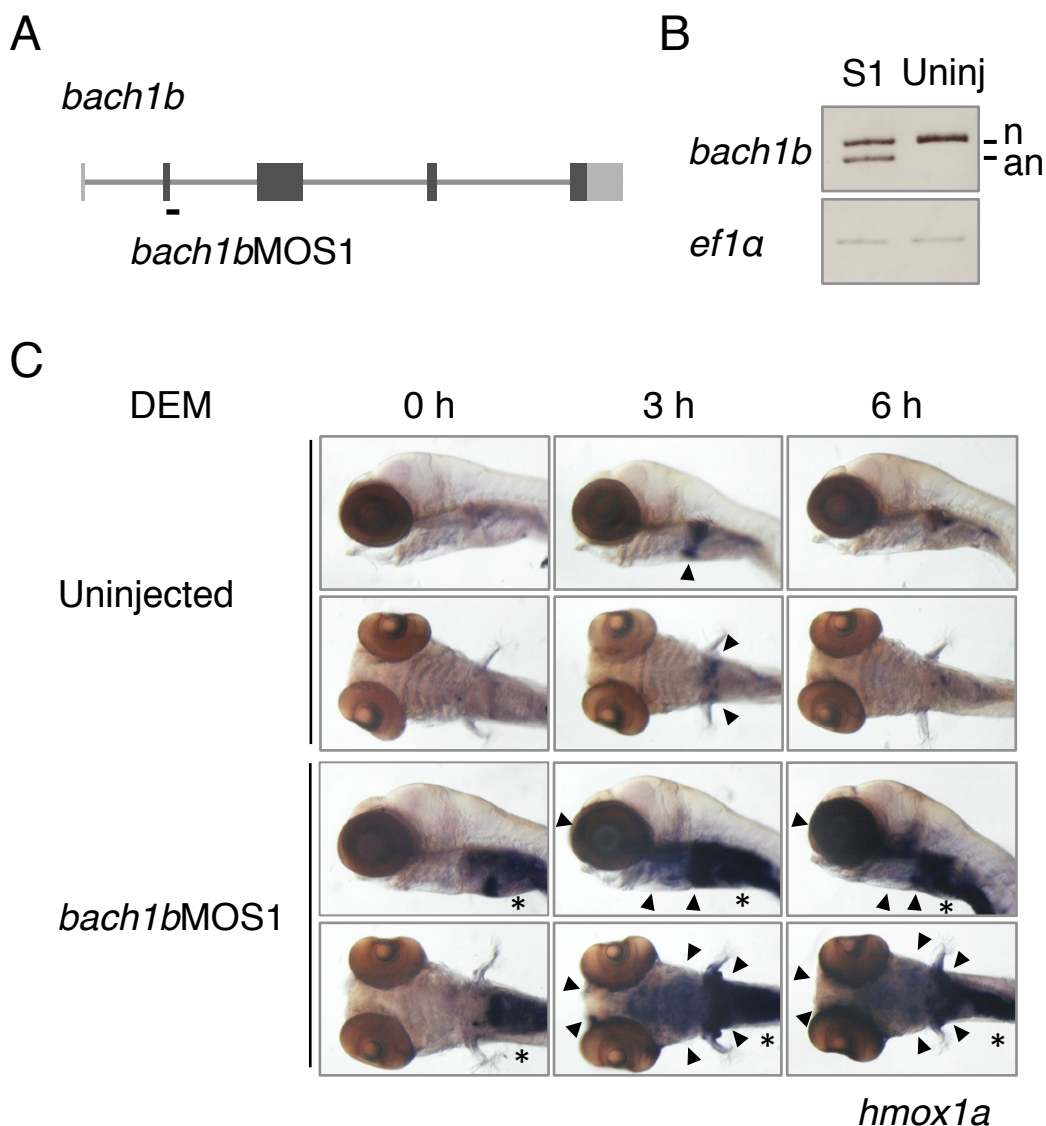 A
bach1b
bach1bMOS1
B
S1 Uninj
bach1b
n
an
ef1α
C
DEM 0 h 3 h 6 h
Uninjected
bach1bMOS1
*
*
*
*
*
*
hmox1a